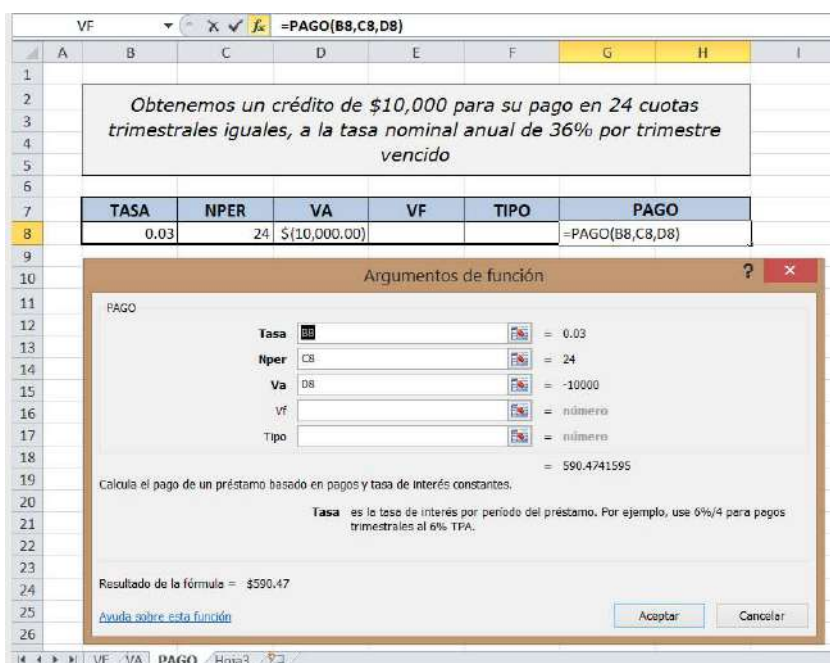 VF =PAGO(B8,C8,D8)
A B C D E F G H I
1
2
3
4
5
6
7
8
9
10
11
12
13
14
15
16
17
18
19
20
21
22
23
24
25
26
Obtenemos un crédito de $10,000 para su pago en 24 cuotas
trimestrales iguales, a la tasa nominal anual de 36% por trimestre
vencido
TASA NPER VA VF TIPO PAGO
0.03 24 $(10,000.00) =PAGO(B8,C8,D8)
Argumentos de función ?
PAGO
Tasa B8 = 0.03
Nper C8 = 24
Va D8 = -10000
Vf = número
Tipo = número
= 590.4741595
Calcula el pago de un préstamo basado en pagos y tasa de interés constantes.
Tasa es la tasa de interés por período del préstamo. Por ejemplo, use 6%/4 para pagos
trimestrales al 6% TPA.
Resultado de la fórmula = $590.47
Ayuda sobre esta función Aceptar Cancelar
VF VA PAGO Hoja3